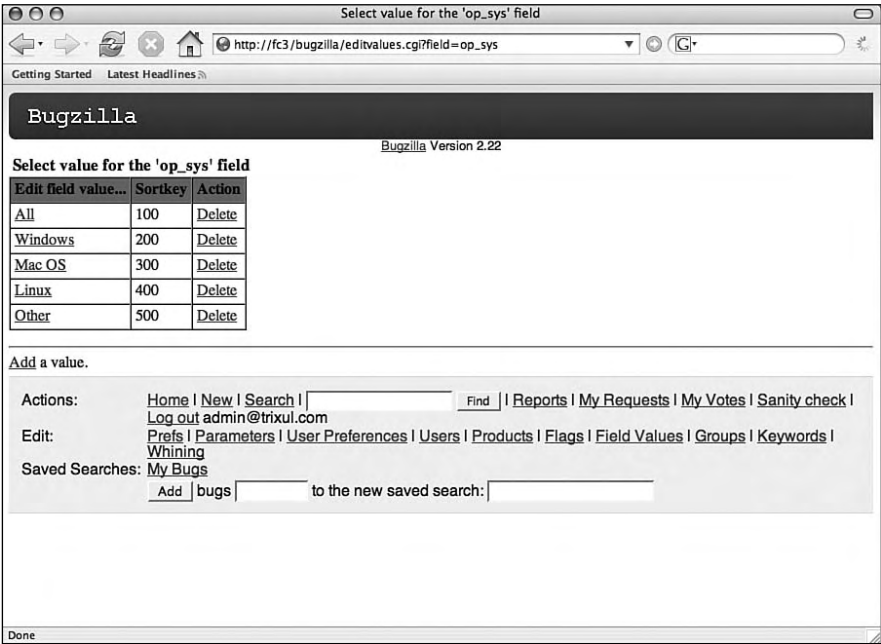 Select value for the 'op_sys' field
http://fc3/bugzilla/editvalues.cgi?field=op_sys
G
Getting Started Latest Headlines
Bugzilla
Bugzilla Version 2.22
Select value for the 'op_sys' field
Edit field value... Sortkey Action
All 100 Delete
Windows 200 Delete
Mac OS 300 Delete
Linux 400 Delete
Other 500 Delete
Add a value.
Actions: Home | New | Search | Find | Reports | My Requests | My Votes | Sanity check |
Log out admin@trixul.com
Edit: Prefs | Parameters | User Preferences | Users | Products | Flags | Field Values | Groups | Keywords |
Whining
Saved Searches: My Bugs
Add bugs to the new saved search:
Done